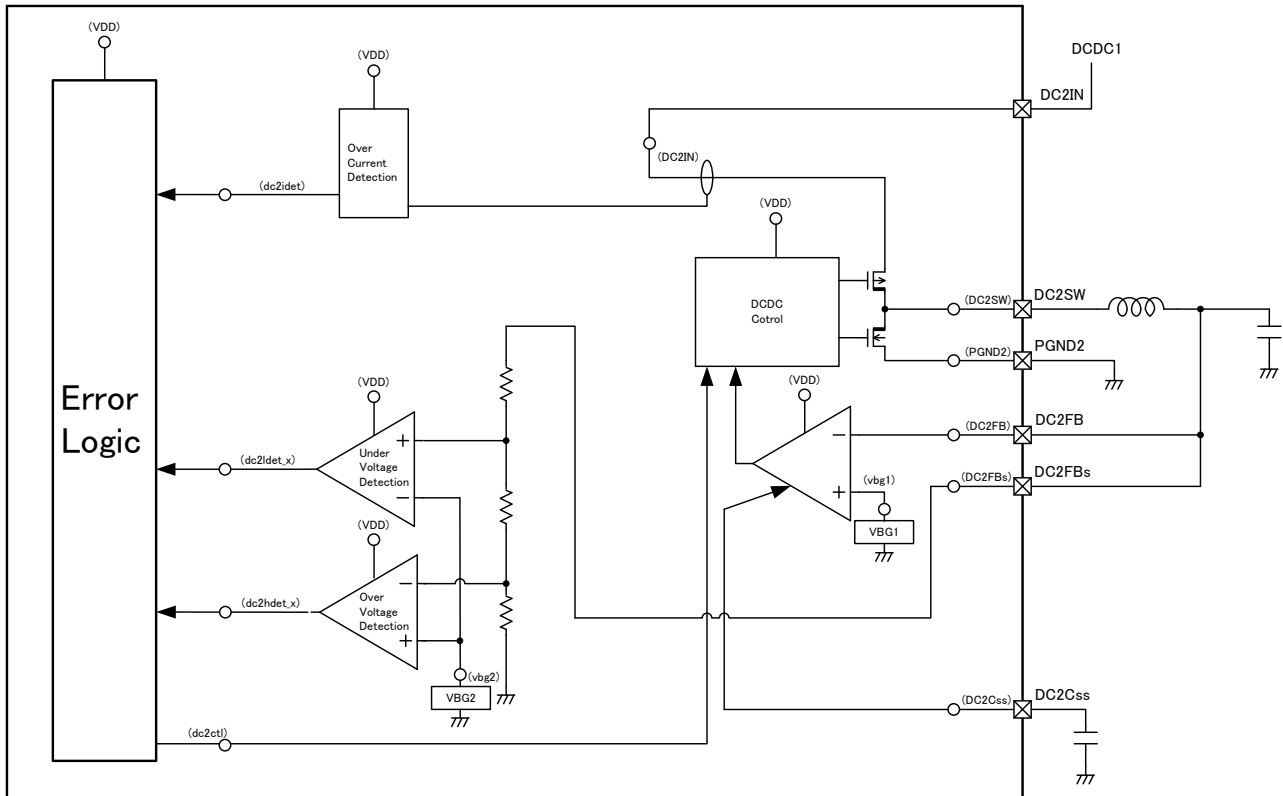 (VDD)
DCDC1
(VDD)
DC2IN
Over
Current
Detection
(DC2IN)
(dc2idet)
(VDD)
DCDC
Cotrol
(DC2SW)
DC2SW
(PGND2)
PGND2
Error
Logic
(VDD)
(VDD)
+
Under
Voltage
Detection
−
(dc2ldet_x)
−
(DC2FB)
DC2FB
(DC2FBs)
DC2FBs
(vbg1)
+
VBG1
(VDD)
−
Over
Voltage
Detection
+
(dc2hdet_x)
(vbg2)
VBG2
(DC2Css)
DC2Css
(dc2ctl)